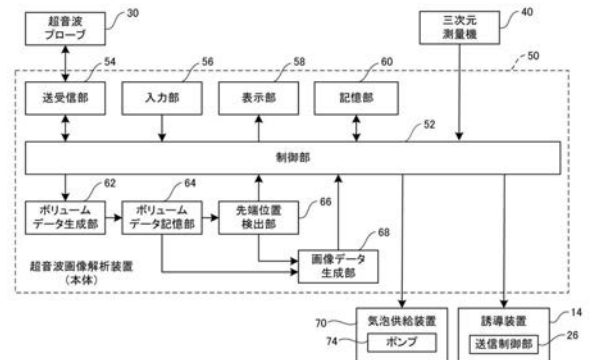 超音波
プローブ
30
三次元
測量機
40
50
54
56
58
60
送受信部
入力部
表示部
記憶部
52
制御部
62
64
66
ボリューム
データ生成部
ボリューム
データ記憶部
先端位置
検出部
68
画像データ
生成部
超音波画像解析装置
(本体)
70
気泡供給装置
74
ポンプ
14
誘導装置
送信制御部
26